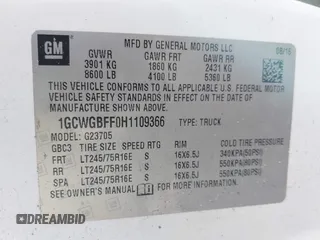 GM
MFD BY GENERAL MOTORS LLC
08/16
GVWR GAWR FRT GAWR RR
3901 KG 1860 KG 2431 KG
8600 LB 4100 LB 5360 LB
THIS VEHICLE CONFORMS TO ALL APPLICABLE U.S. FEDERAL MOTOR
VEHICLE SAFETY STANDARDS IN EFFECT ON THE DATE OF
MANUFACTURE SHOWN ABOVE.
1GCWGBFF0H1109366 TYPE: TRUCK
MODEL: G23705
GBC3 TIRE SIZE SPEED RTG RIM COLD TIRE PRESSURE
FRT LT245/75R16E S 16X6.5J 340KPA(50PSI)
RR LT245/75R16E S 16X6.5J 550KPA(80PSI)
SPA LT245/75R16E S 16X6.5J 550KPA(80PSI)
SEE OWNER MANUAL FOR MORE INFORMATION.
DREAMBID